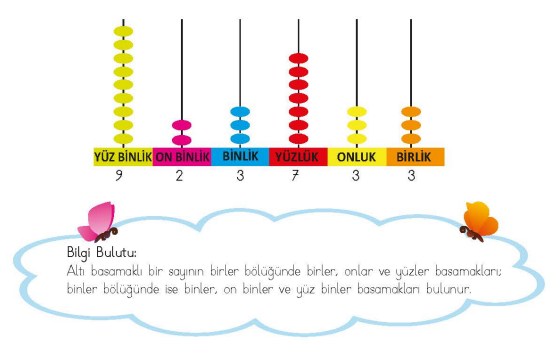 YÜZ BİNLİK ON BİNLİK BİNLİK YÜZLÜK ONLUK BİRLİK
9 2 3 7 3 3
Bilgi Bulutu:
Altı basamaklı bir sayının birler bölüğünde birler, onlar ve yüzler basamakları;
binler bölüğünde ise binler, on binler ve yüz binler basamakları bulunur.